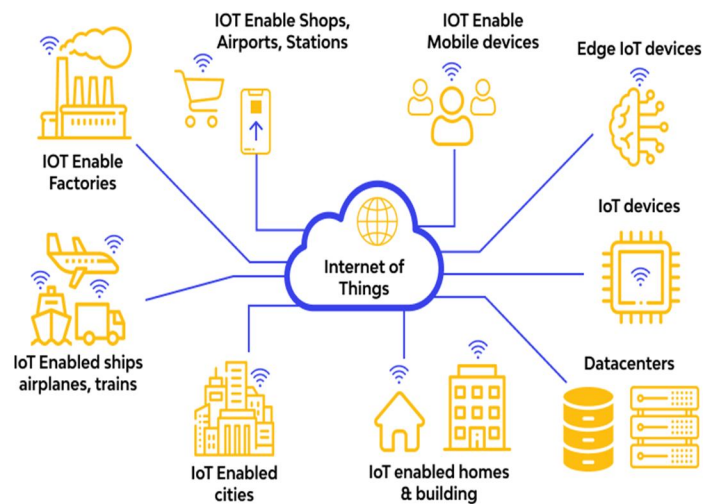 IOT Enable Shops,
Airports, Stations
IOT Enable
Mobile devices
Edge IoT devices
IOT Enable
Factories
IoT devices
Internet of
Things
IoT Enabled ships
airplanes, trains
Datacenters
IoT Enabled
cities
IoT enabled homes
& building